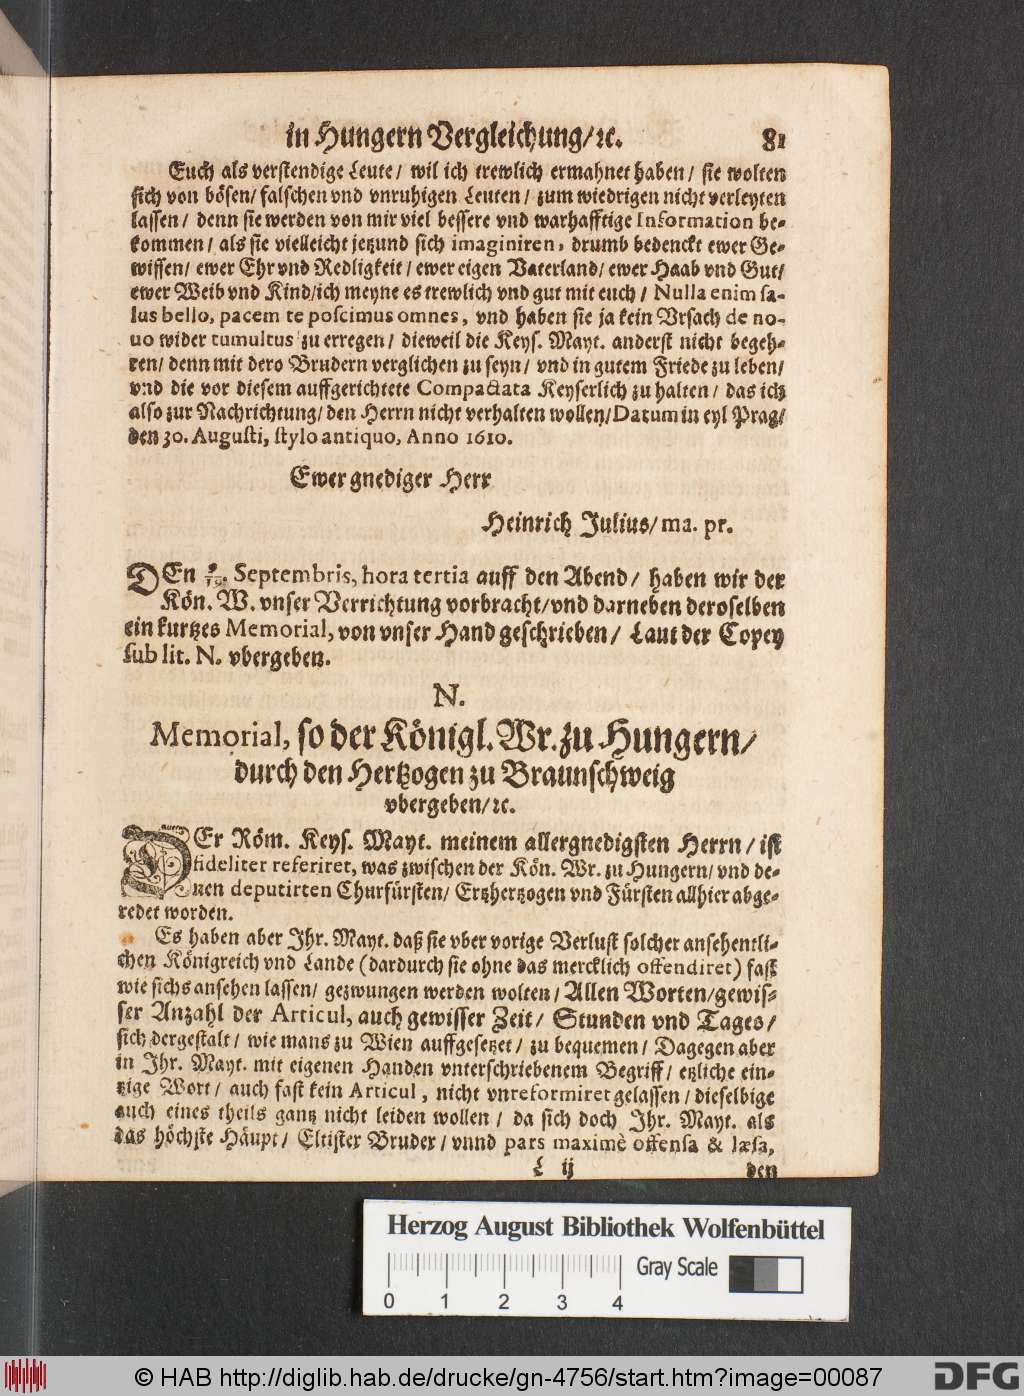 in Hungern Vergleichung/ꝛc. 81
Euch als verstendige Leute / wil ich trewlich ermahnet haben / sie wolten
sich von bösen/ falschen vnd vnruhigen Leuten / zum wiedrigen nicht verleyten
lassen / denn sie werden von mir viel bessere vnd warhafftige Information be-
kommen / als sie vielleicht jetzund sich imaginiren, drumb bedenckt ewer Ge-
wissen/ ewer Ehr vnd Redligkeit / ewer eigen Vaterland/ ewer Haab vnd Gut/
ewer Weib vnd Kind/ich meyne es trewlich vnd gut mit euch / Nulla enim sa-
lus bello, pacem te poscimus omnes, vnd haben sie ja kein Vrsach de no-
uo wider tumultus zu erregen / dieweil die Keys. Mayt. anderst nicht begeh-
ren/ denn mit dero Brudern verglichen zu seyn / vnd in gutem Friede zu leben/
vnd die vor diesem auffgerichtete Compactata Keyserlich zu halten / das ich
also zur Nachrichtung/ den Herrn nicht verhalten wollen/Datum in eyl Prag/
den 30. Augusti, stylo antiquo, Anno 1610.
Ewer gnediger Herr
Heinrich Julius/ ma. pr.
DEn 9/19. Septembris, hora tertia auff den Abend / haben wir der
Kön. W. vnser Verrichtung vorbracht/vnd darneben deroselben
ein kurtzes Memorial, von vnser Hand geschrieben / Laut der Copey
sub lit. N. vbergeben.
N.
Memorial, so der Königl. Wr. zu Hungern/
durch den Hertzogen zu Braunschweig
vbergeben/ꝛc.
DEr Röm. Keys. Mayt. meinem allergnedigsten Herrn / ist
fideliter referiret, was zwischen der Kön. Wr. zu Hungern/ vnd de-
nen deputirten Churfürsten/ Ertzhertzogen vnd Fürsten allhier abge-
redet worden.
Es haben aber Ihr. Mayt. daß sie vber vorige Verlust solcher ansehentli-
chen Königreich vnd Lande (dardurch sie ohne das mercklich offendiret) fast
wie sichs ansehen lassen/ gezwungen werden wolten / Allen Worten/gewis-
ser Anzahl der Articul, auch gewisser Zeit / Stunden vnd Tages /
sich dergestalt / wie mans zu Wien auffgesetzet / zu bequemen / Dagegen aber
in Ihr. Mayt. mit eigenen Handen vnterschriebenem Begriff / etzliche ein-
tzige Wort / auch fast kein Articul, nicht vnreformiret gelassen / dieselbige
auch eines theils gantz nicht leiden wollen / da sich doch Ihr. Mayt. als
das höchste Häupt / Eltister Bruder / vnnd pars maximè offensa & læsa,
L ij den
Herzog August Bibliothek Wolfenbüttel
Gray Scale
0 1 2 3 4
© HAB http://diglib.hab.de/drucke/gn-4756/start.htm?image=00087 DFG